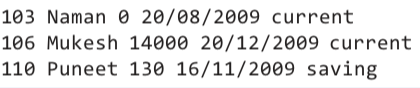 103 Naman 0 20/08/2009 current
106 Mukesh 14000 20/12/2009 current
110 Puneet 130 16/11/2009 saving